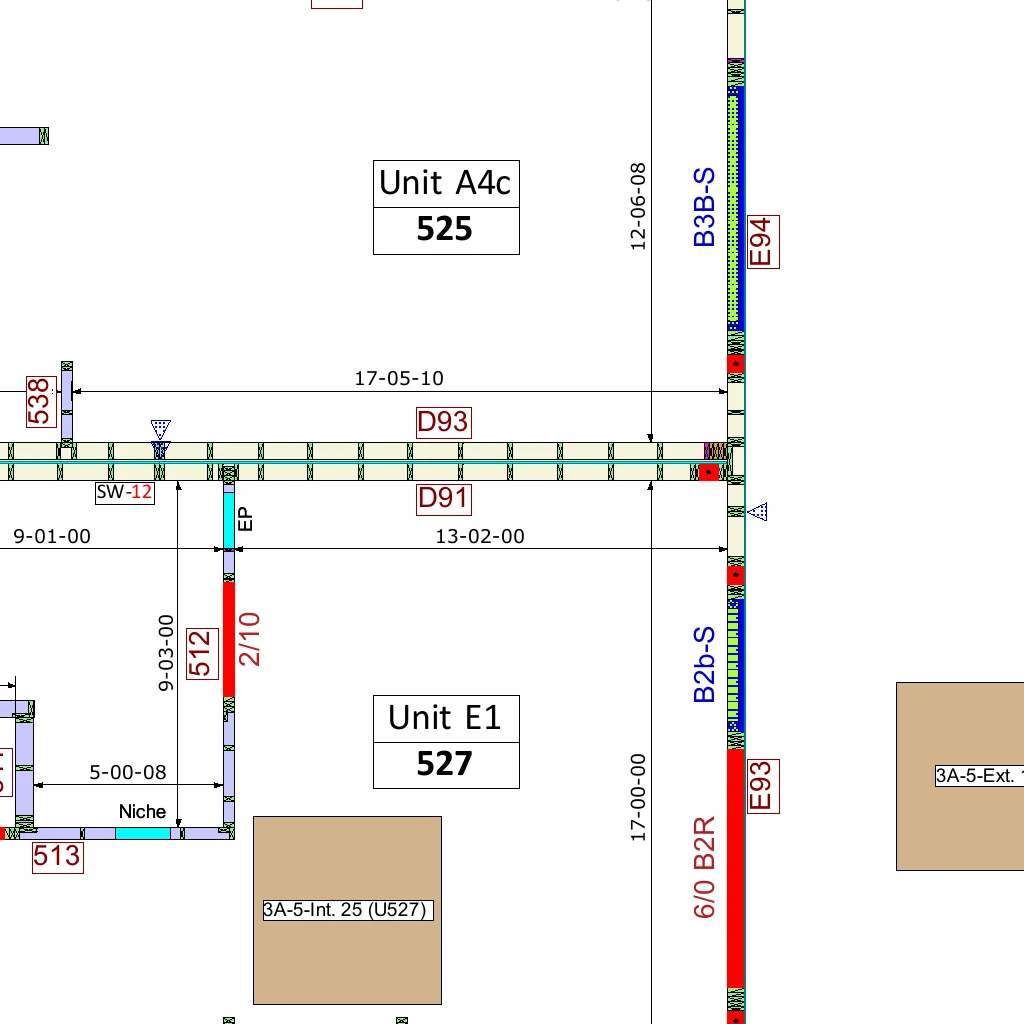 Unit A4c
525
12-06-08
B3B-S
E94
17-05-10
538
D93
SW-12
D91
EP
9-01-00
13-02-00
9-03-00
512
2/10
B2b-S
Unit E1
527
5-00-08
17-00-00
E93
3A-5-Ext.
Niche
6/0 B2R
513
3A-5-Int. 25 (U527)